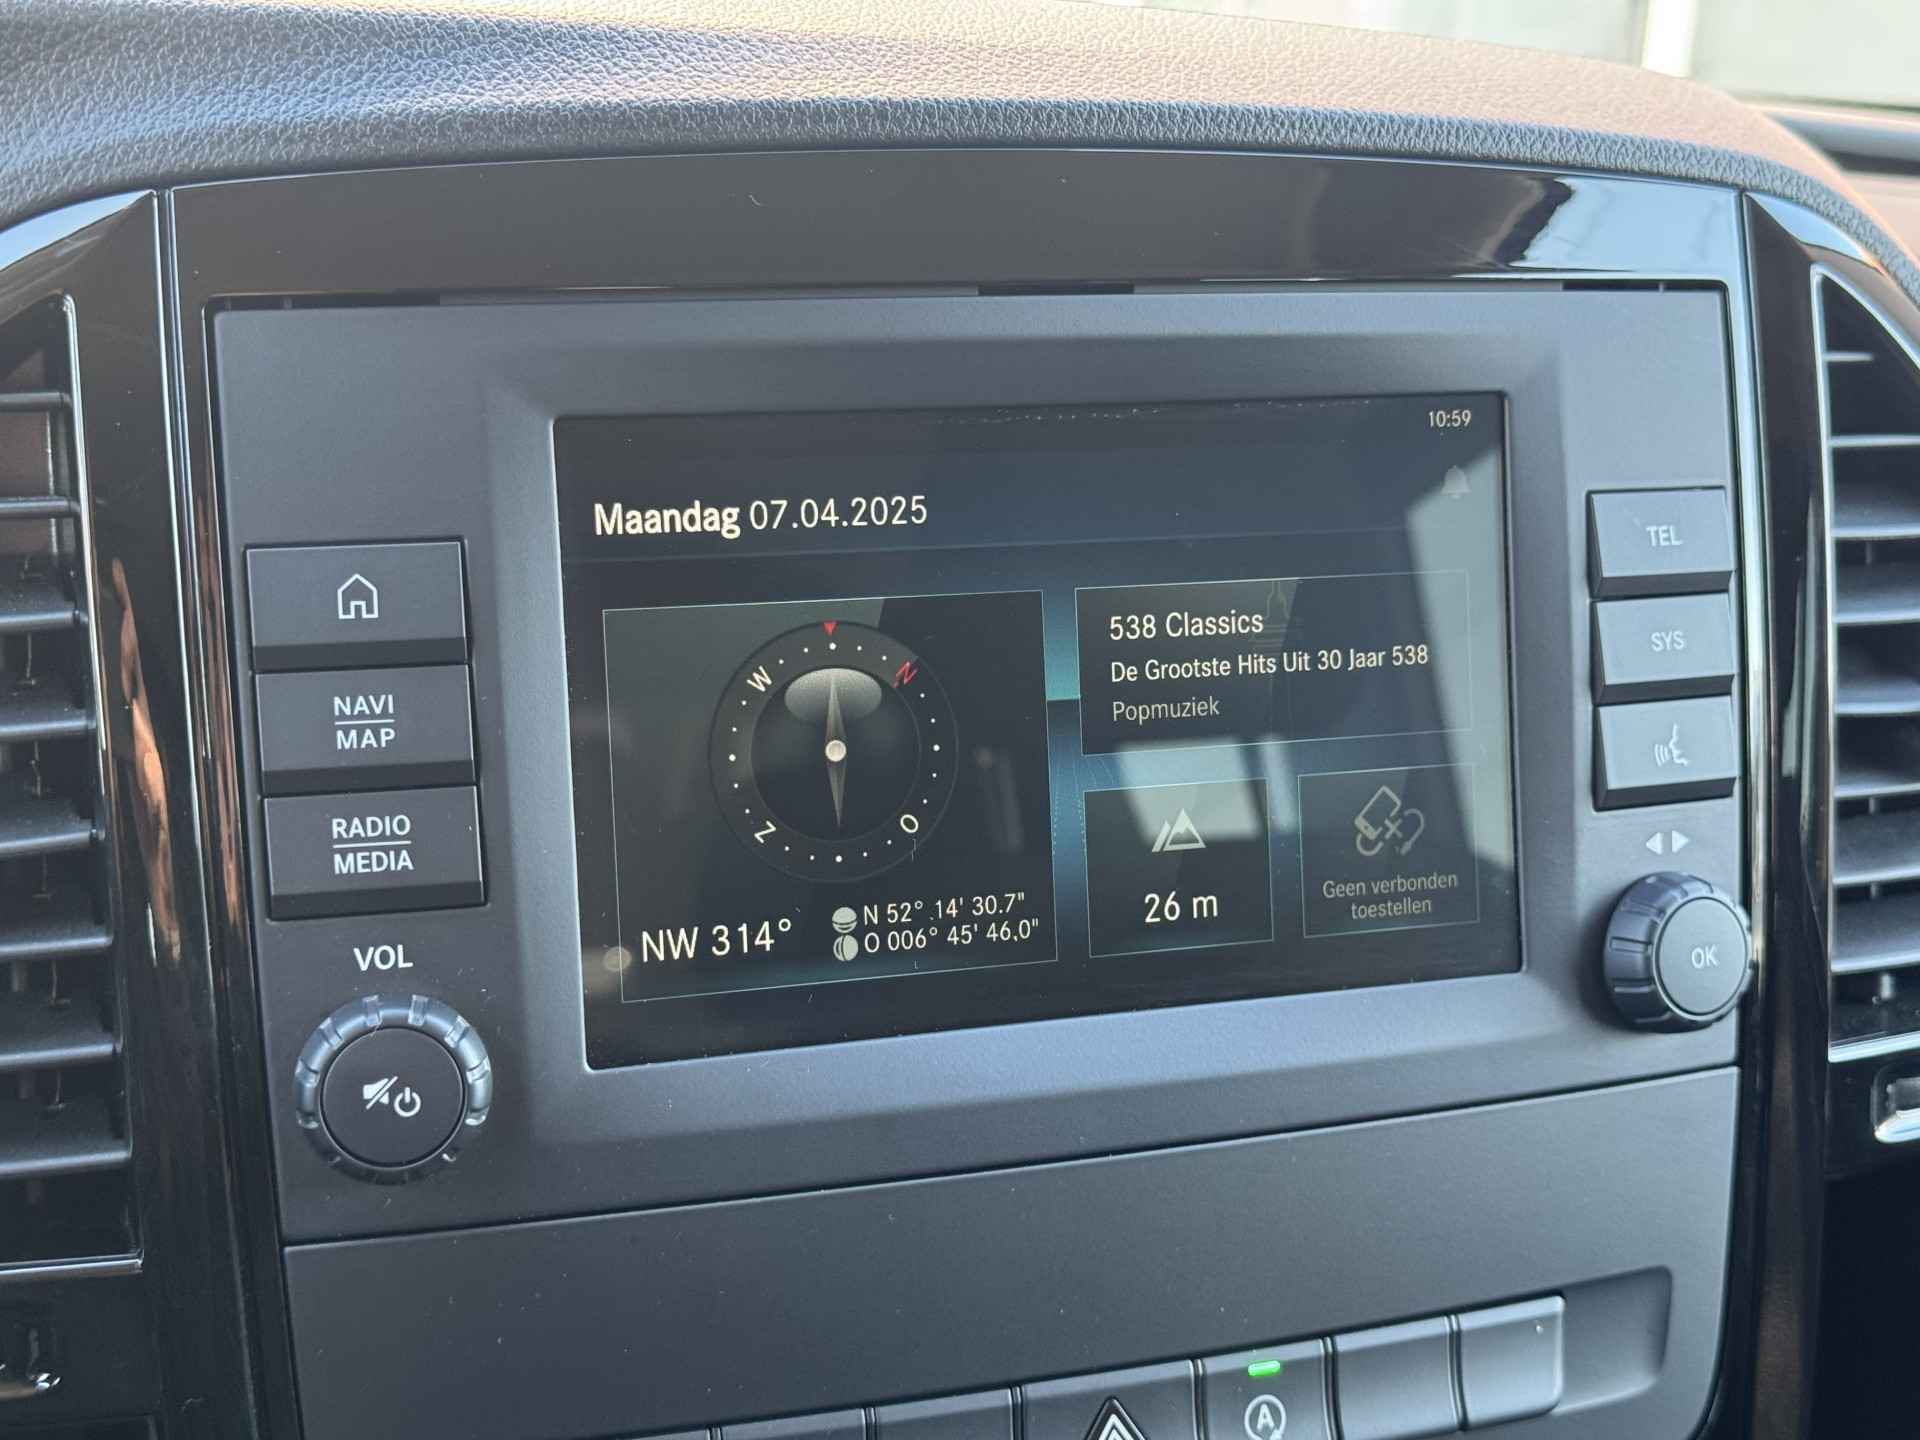 10:59
Maandag 07.04.2025
W
N
Z
O
NW 314°
N 52° 14' 30.7"
O 006° 45' 46,0"
538 Classics
De Grootste Hits Uit 30 Jaar 538
Popmuziek
26 m
Geen verbonden
toestellen
NAVI
MAP
RADIO
MEDIA
VOL
TEL
SYS
OK
A